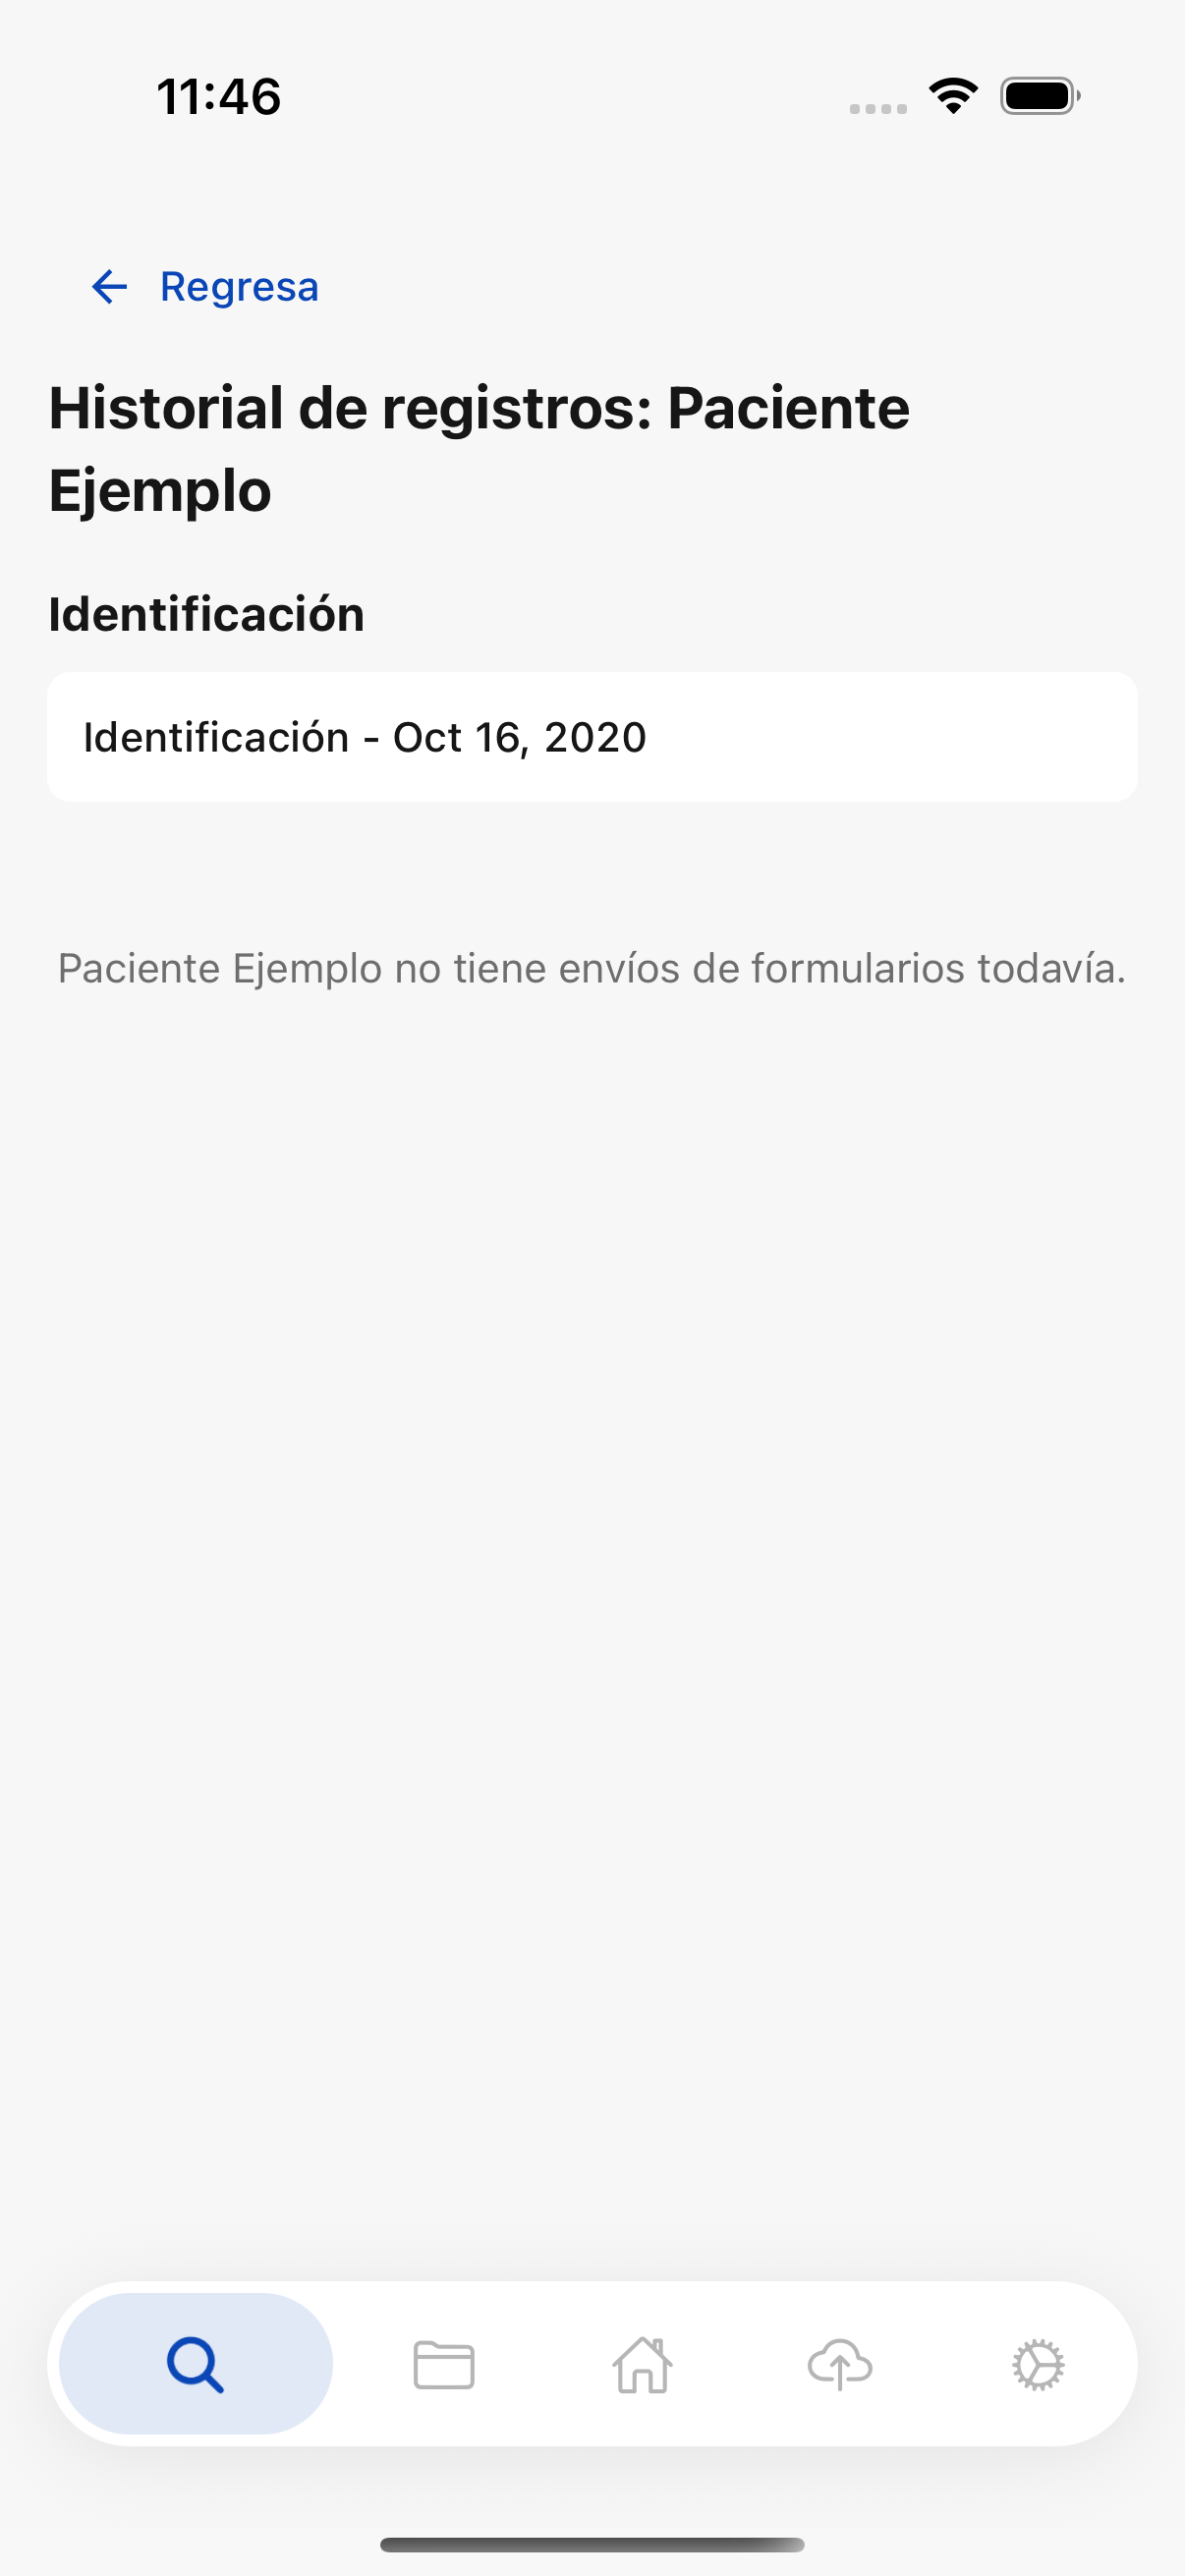 11:46
Regresa
Historial de registros: Paciente
Ejemplo
Identificación
Identificación - Oct 16, 2020
Paciente Ejemplo no tiene envíos de formularios todavía.